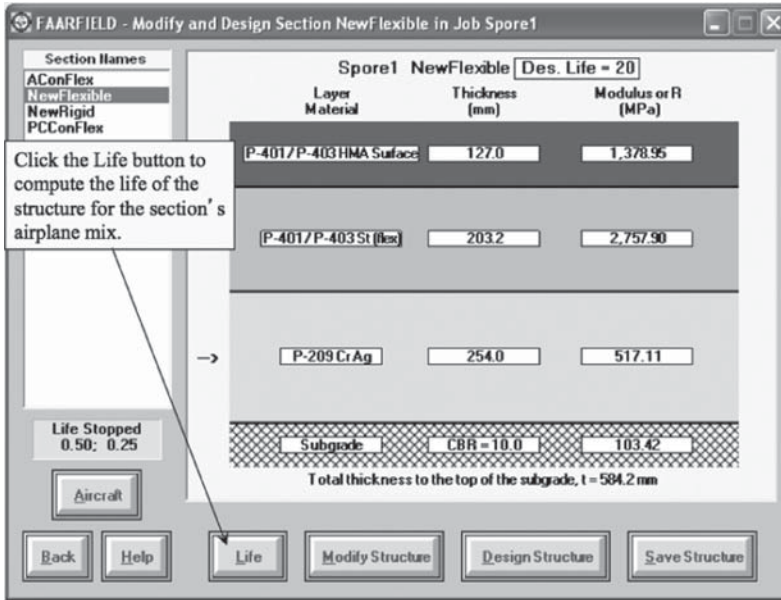 FAARFIELD - Modify and Design Section NewFlexible in Job Spore1
Section Names
AConFlex
NewFlexible
NewRigid
PCConFlex
Click the Life button to
compute the life of the
structure for the section's
airplane mix.
Life Stopped
0.50; 0.25
Aircraft
Back
Help
Spore1 NewFlexible Des. Life = 20
Layer Material Thickness (mm) Modulus or R (MPa)
P-401/ P-403 HMA Surface 127.0 1,378.95
P-401/ P-403 St (flex) 203.2 2,757.90
--> P-209 Cr Ag 254.0 517.11
Subgrade CBR = 10.0 103.42
Total thickness to the top of the subgrade, t = 584.2 mm
Life
Modify Structure
Design Structure
Save Structure